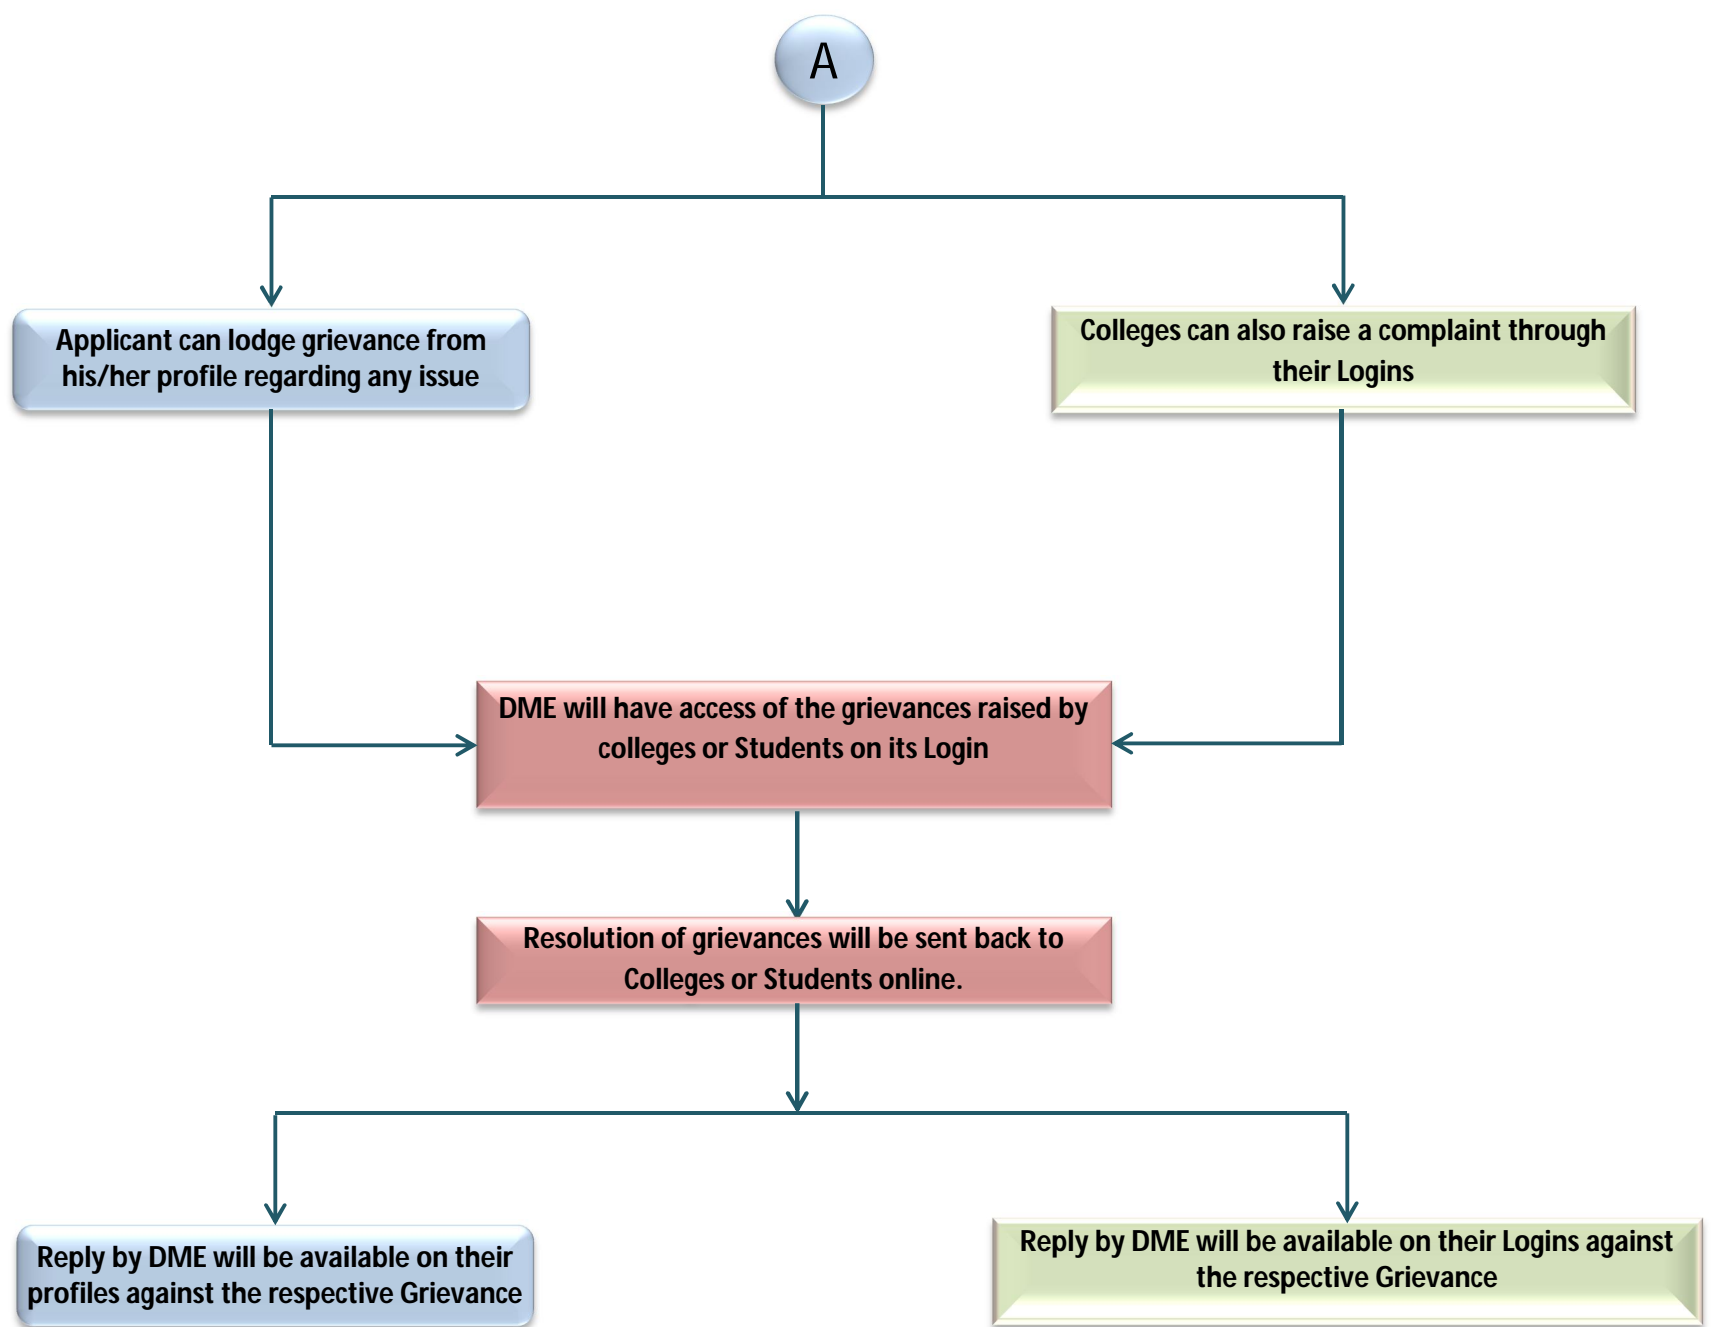 A
Applicant can lodge grievance from
his/her profile regarding any issue
Colleges can also raise a complaint through
their Logins
DME will have access of the grievances raised by
colleges or Students on its Login
Resolution of grievances will be sent back to
Colleges or Students online.
Reply by DME will be available on their
profiles against the respective Grievance
Reply by DME will be available on their Logins against
the respective Grievance